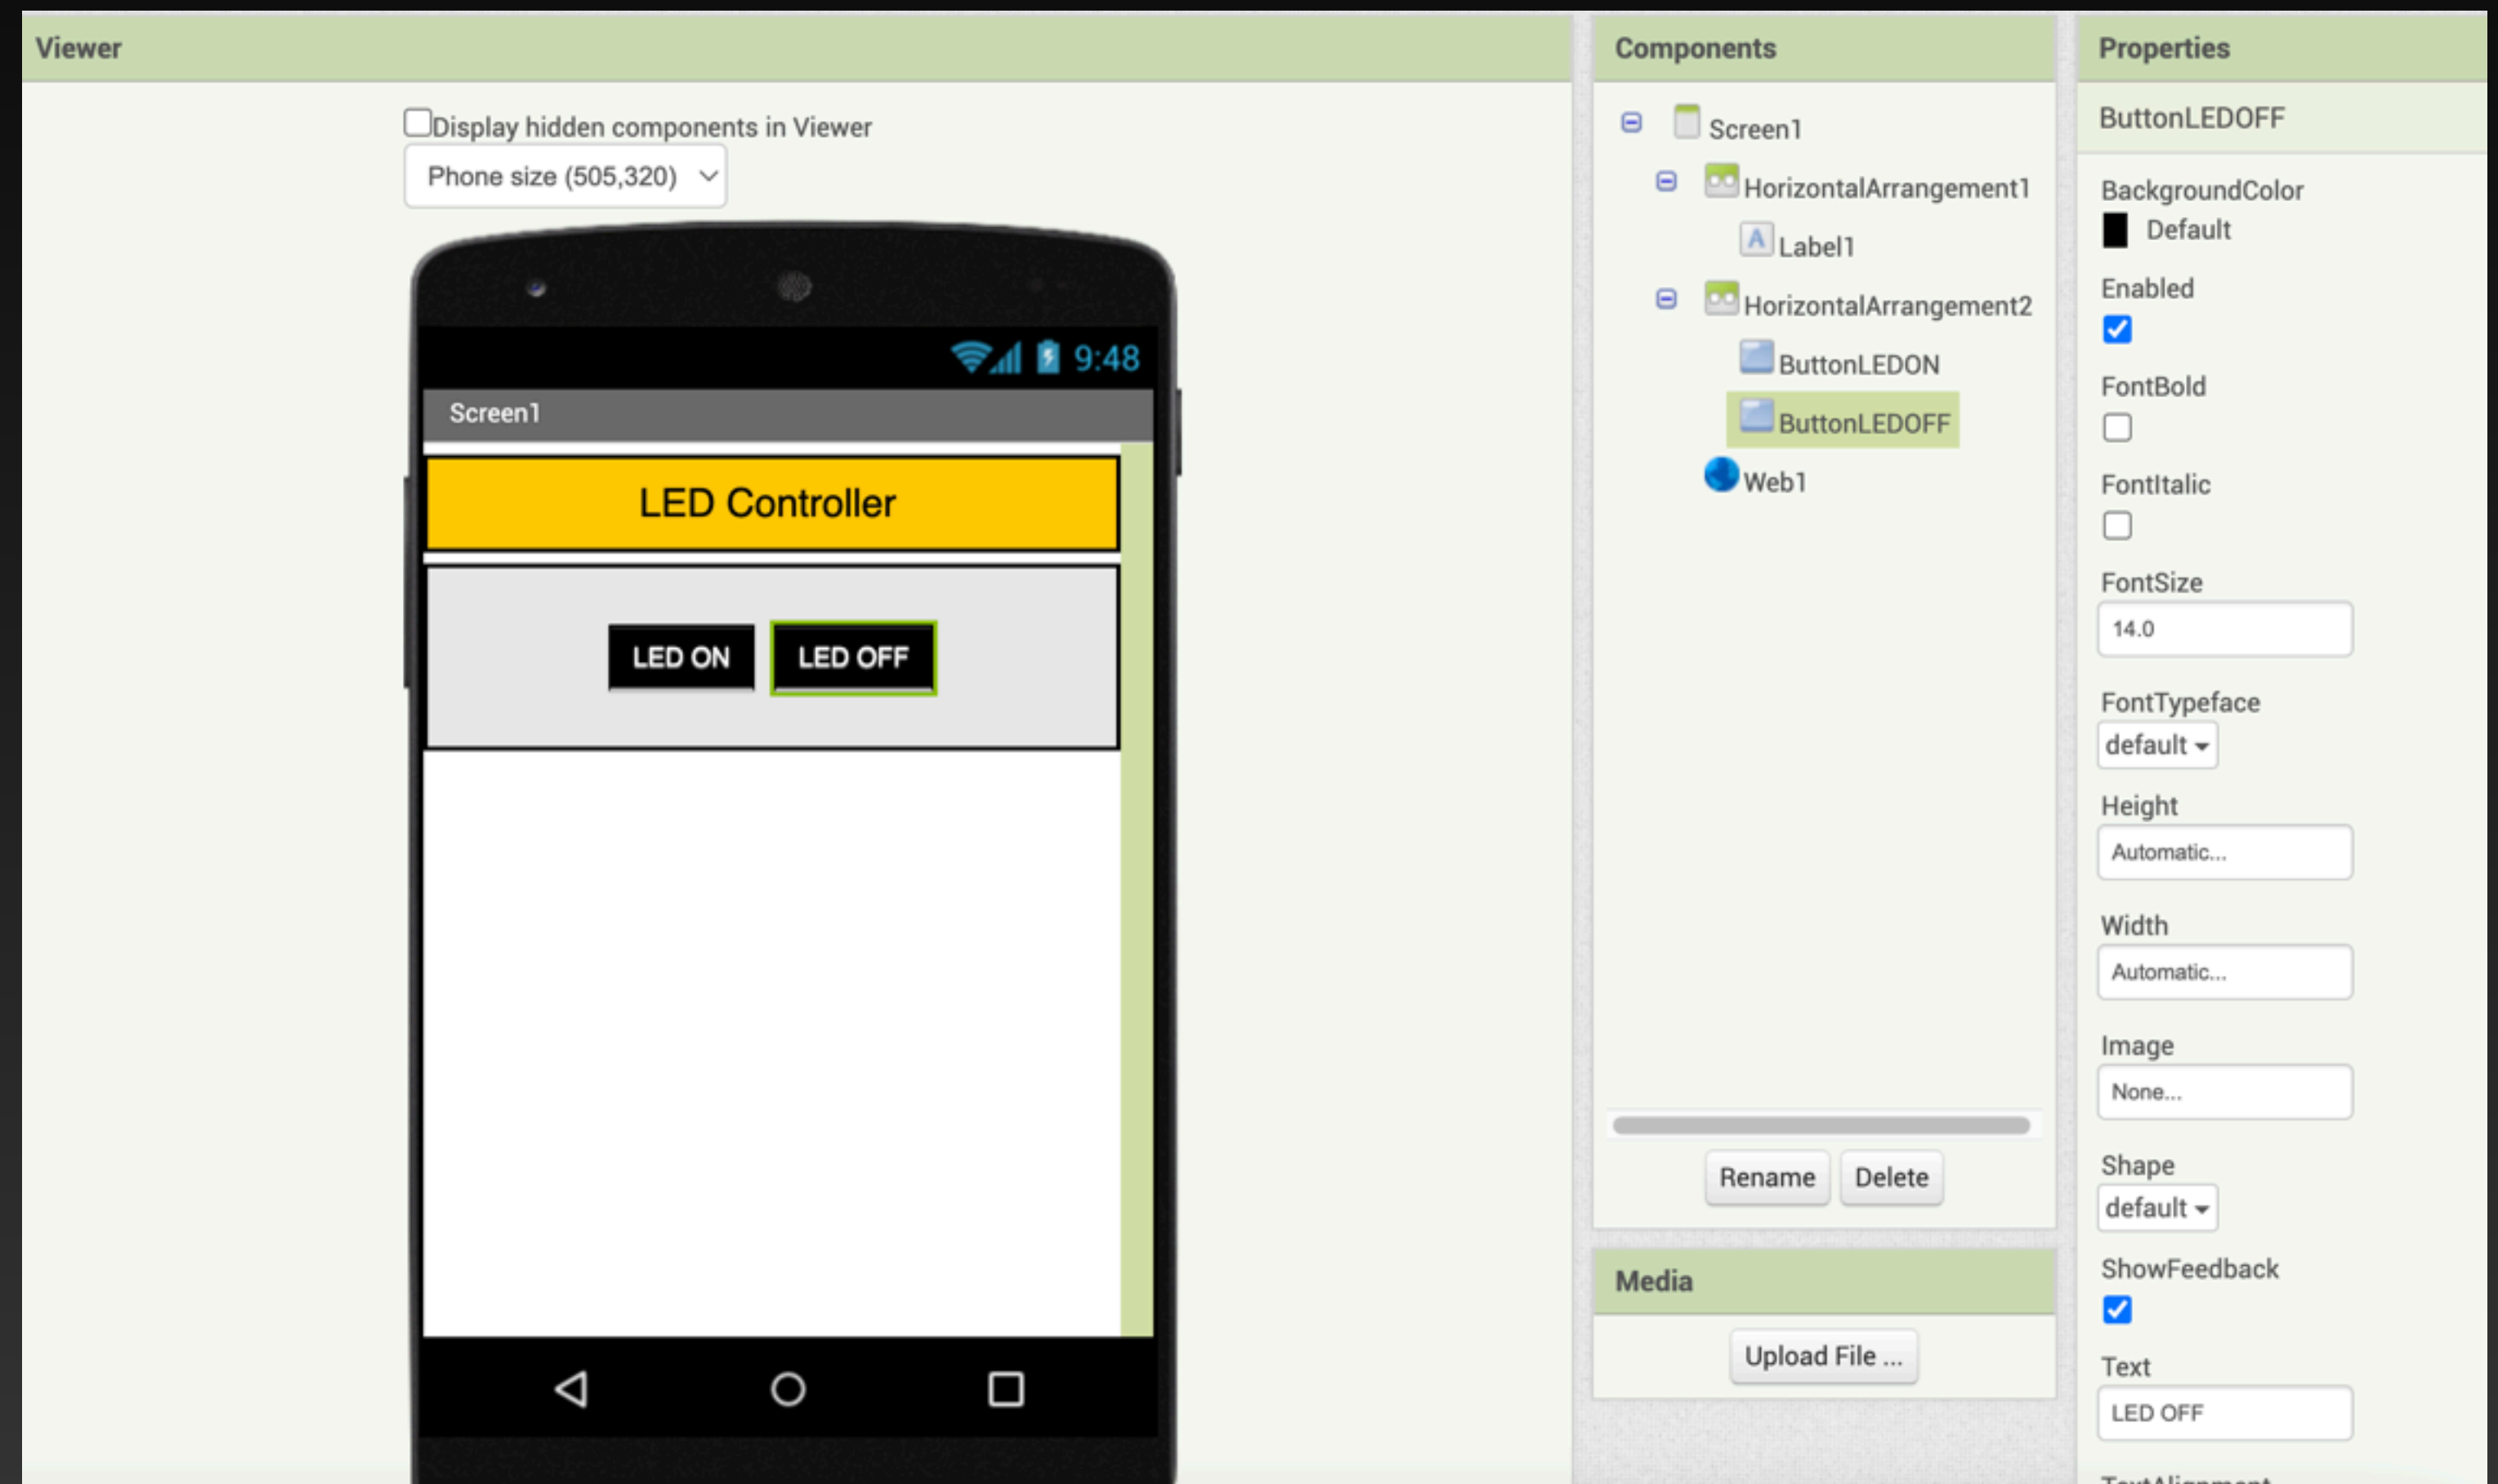 Viewer
Display hidden components in Viewer
Phone size (505,320)
9:48
Screen1
LED Controller
LED ON
LED OFF
Components
Screen1
HorizontalArrangement1
A
Label1
HorizontalArrangement2
ButtonLEDON
ButtonLEDOFF
Web1
Rename
Delete
Media
Upload File ...
Properties
ButtonLEDOFF
BackgroundColor
Default
Enabled
FontBold
FontItalic
FontSize
14.0
FontTypeface
default
Height
Automatic...
Width
Automatic...
Image
None...
Shape
default
ShowFeedback
Text
LED OFF